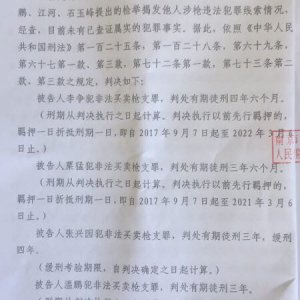 鹏、江河、石玉峰提出的检举揭发他人涉枪违法犯罪线索情况,
经查,目前未有已查证属实的犯罪事实。据此,依照《中华人民
共和国刑法》第一百二十五条,第一百二十八条、第六十九条、
第六十七第一款、第三款、第七十二条第一款、第七十三条第二
款、第三款之规定,判决如下:
被告人李争犯非法买卖枪支罪,判处有期徒刑四年六个月。
(刑期从判决执行之日起计算。判决执行以前先行羁押的,
羁押一日折抵刑期一日,即自2017年9月7日起至2022年3月6
日止。)
被告人粟猛犯非法买卖枪支罪,判处有期徒刑三年六个月。
(刑期从判决执行之日起计算。判决执行以前先行羁押的,
羁押一日折抵刑期一日,即自2017年9月7日起至2021年3月6
日止。)
被告人张兴国犯非法买卖枪支罪,判处有期徒刑三年,缓刑
四年。
(缓刑考验期限,自判决确定之日起计算。)
被告人温鹏犯非法买卖枪支罪,判处有期徒刑三年。
人民